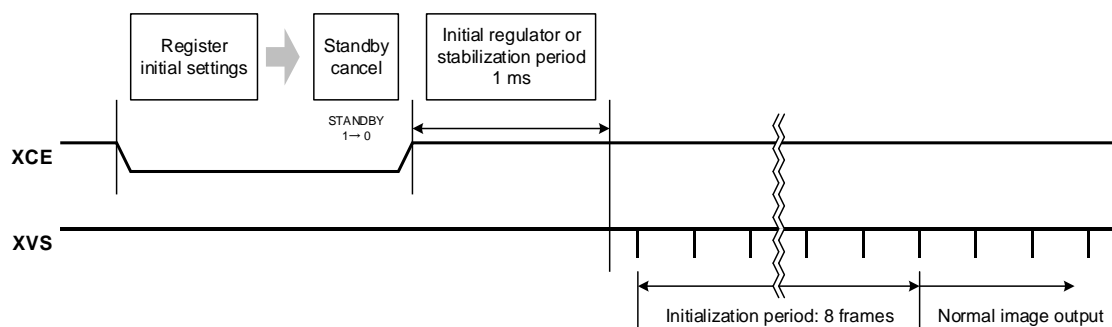 Register
initial settings
Standby
cancel
Initial regulator or
stabilization period
1 ms
STANDBY
1→ 0
XCE
XVS
Initialization period: 8 frames
Normal image output